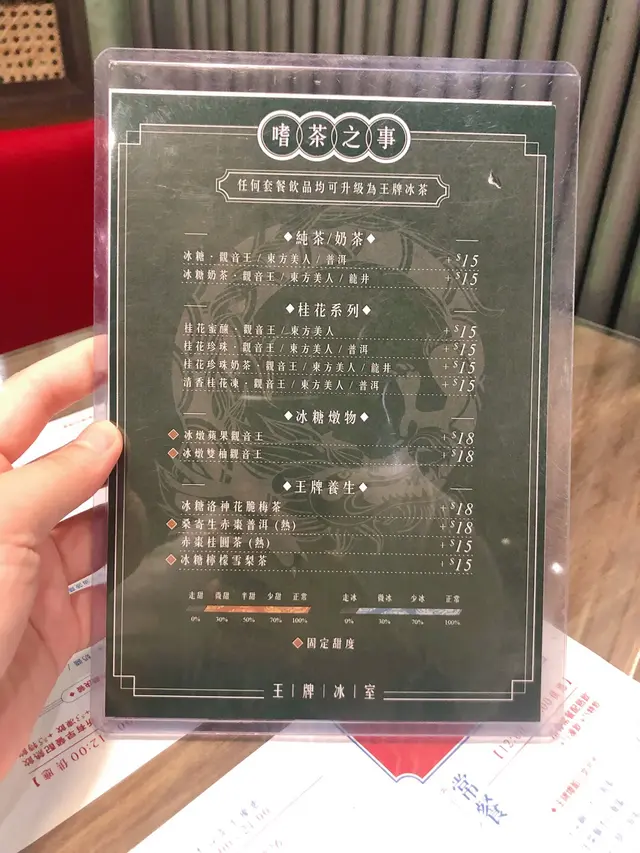 嗜茶之事
任何套餐飲品均可升級為王牌冰茶
◆純茶/奶茶◆
冰糖・觀音王/東方美人/普洱 +$15
冰糖奶茶・觀音王/東方美人/龍井 +$15
◆桂花系列◆
桂花蜜釀・觀音王/東方美人 +$15
桂花珍珠・觀音王/東方美人/普洱 +$15
桂花珍珠奶茶・觀音王/東方美人/龍井 +$15
清香桂花凍・觀音王/東方美人/普洱 +$15
◆冰糖燉物◆
冰燉蘋果觀音王 +$18
冰燉雙柚觀音王 +$18
◆王牌養生◆
冰糖洛神花脆梅茶 +$18
桑寄生赤棗普洱(熱) +$18
赤棗桂圓茶(熱) +$15
冰糖檸檬雪梨茶 +$15
走甜 微甜 半甜 少甜 正常
0% 30% 50% 70% 100%
走冰 微冰 少冰 正常
0% 30% 70% 100%
固定甜度
王|牌|冰|室
常餐